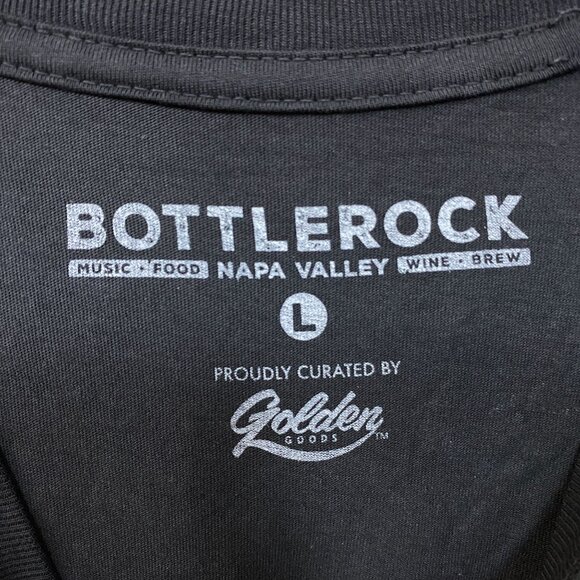 BOTTLEROCK
MUSIC • FOOD NAPA VALLEY WINE • BREW
L
PROUDLY CURATED BY
Golden
GOODS ™